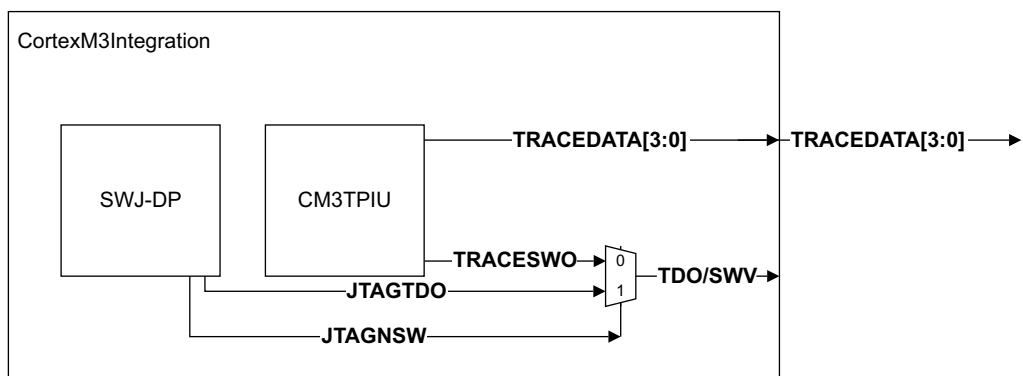 CortexM3Integration
TRACEDATA[3:0]
TRACEDATA[3:0]
SWJ-DP
CM3TPIU
TRACESWO
0
TDO/SWV
JTAGTDO
1
JTAGNSW